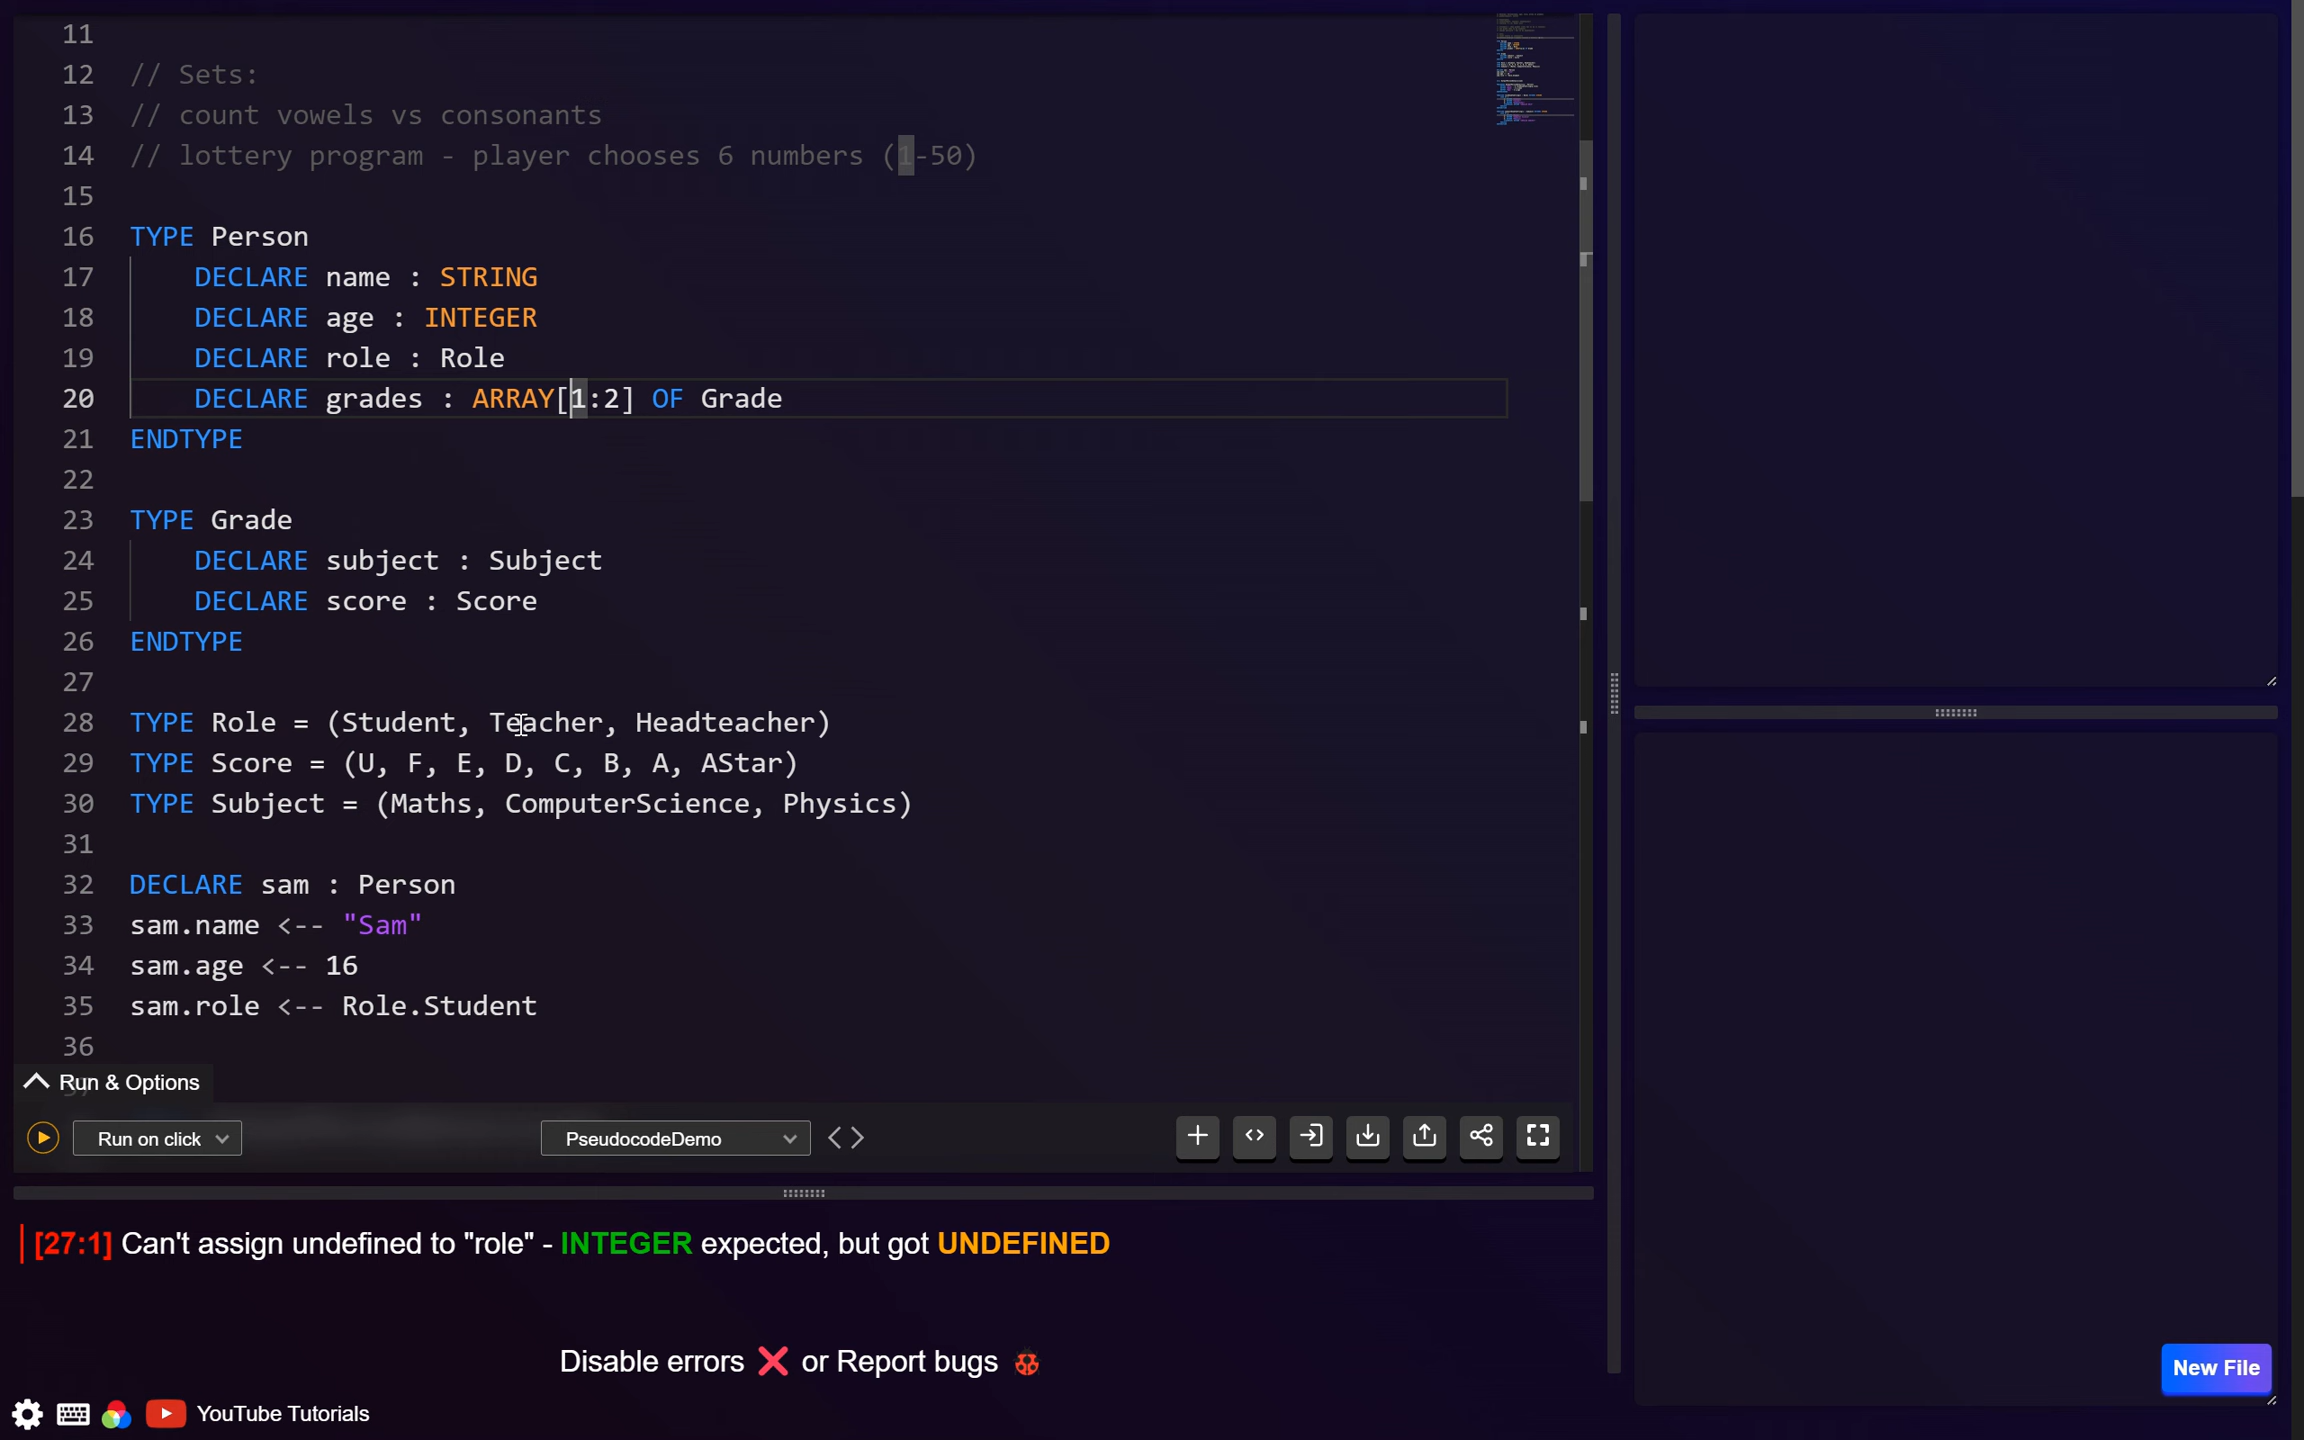 11
12 // Sets:
13 // count vowels vs consonants
14 // lottery program - player chooses 6 numbers (1-50)
15
16 TYPE Person
17 DECLARE name : STRING
18 DECLARE age : INTEGER
19 DECLARE role : Role
20 DECLARE grades : ARRAY[1:2] OF Grade
21 ENDTYPE
22
23 TYPE Grade
24 DECLARE subject : Subject
25 DECLARE score : Score
26 ENDTYPE
27
28 TYPE Role = (Student, Teacher, Headteacher)
29 TYPE Score = (U, F, E, D, C, B, A, AStar)
30 TYPE Subject = (Maths, ComputerScience, Physics)
31
32 DECLARE sam : Person
33 sam.name <-- "Sam"
34 sam.age <-- 16
35 sam.role <-- Role.Student
36
Run & Options
Run on click
PseudocodeDemo
[27:1] Can't assign undefined to "role" - INTEGER expected, but got UNDEFINED
Disable errors ❌ or Report bugs 🐞
New File
YouTube Tutorials